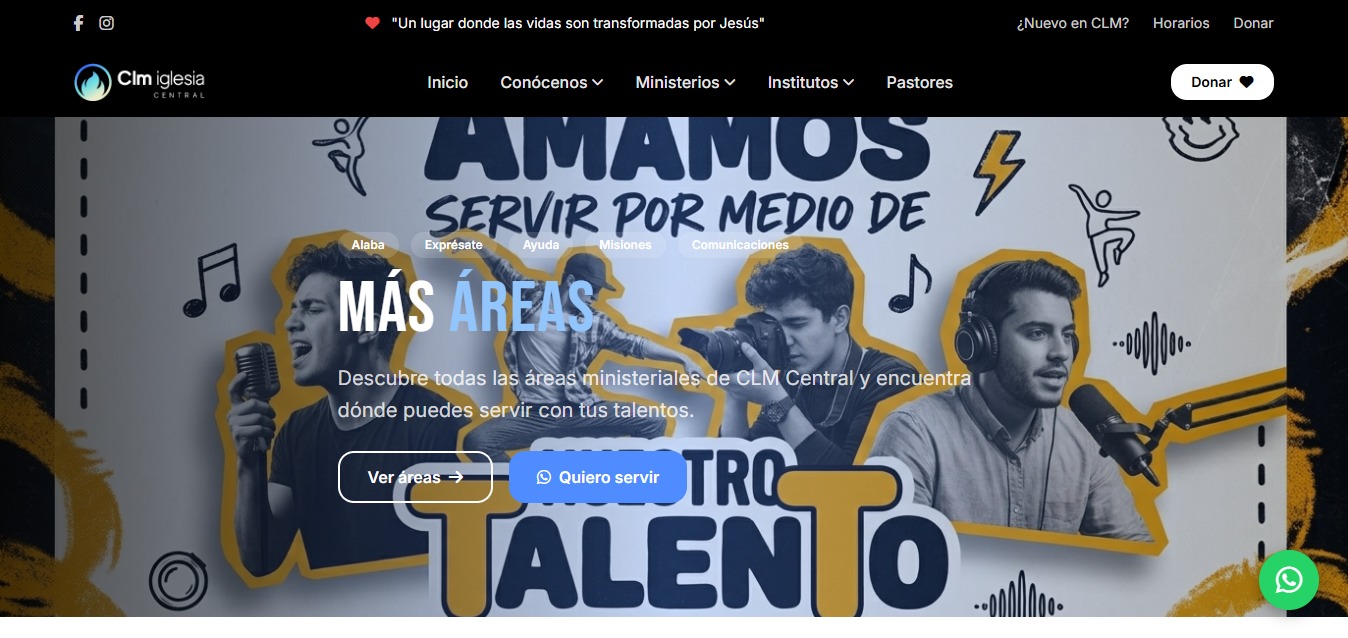 "Un lugar donde las vidas son transformadas por Jesús"
¿Nuevo en CLM? Horarios Donar
Clm iglesia
CENTRAL
Inicio Conócenos Ministerios Institutos Pastores
Donar
AMAMOS
SERVIR POR MEDIO DE
Alaba Exprésate Ayuda Misiones Comunicaciones
MÁS ÁREAS
Descubre todas las áreas ministeriales de CLM Central y encuentra
dónde puedes servir con tus talentos.
NUESTRO
Ver áreas Quiero servir
TALENTO